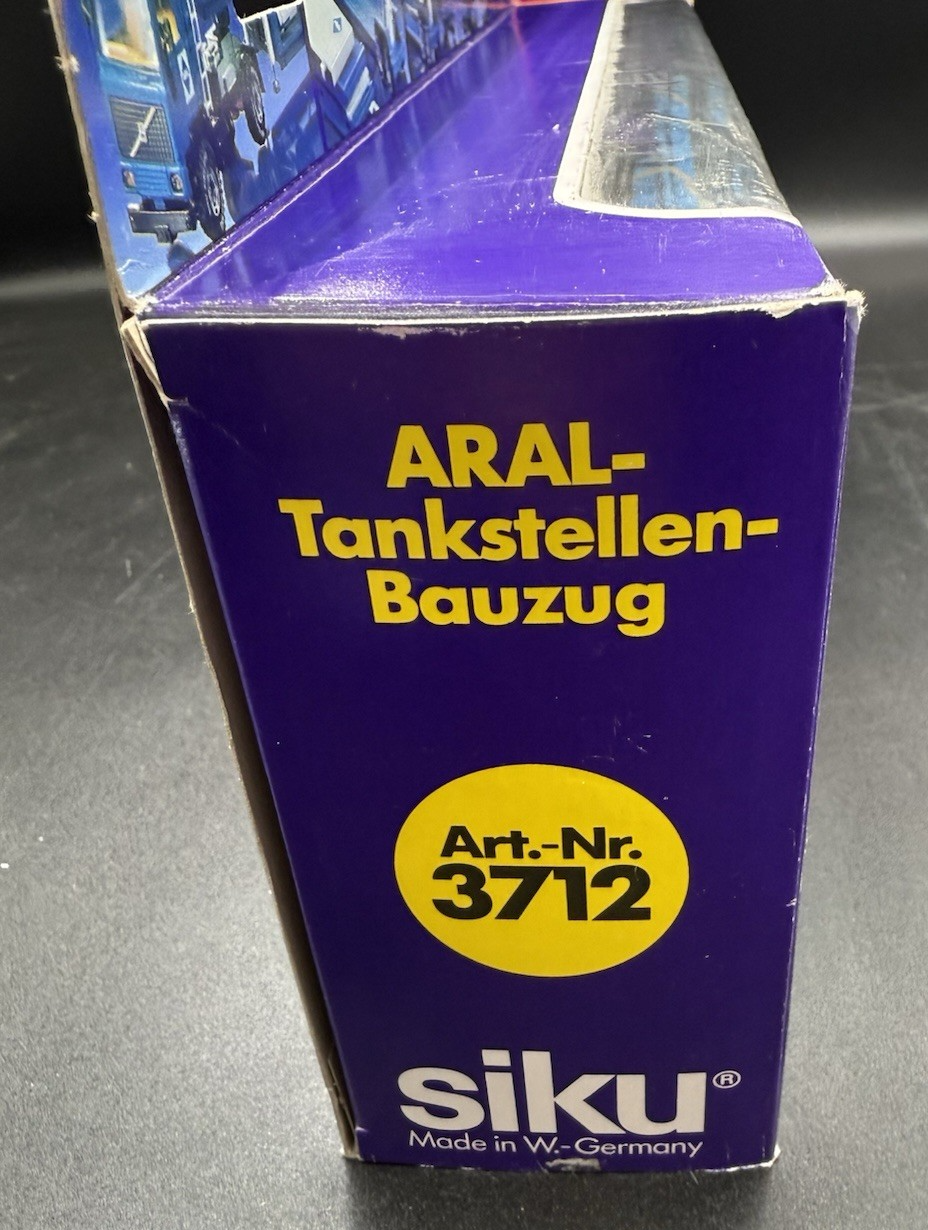 ARAL-
Tankstellen-
Bauzug
Art.-Nr.
3712
siku®
Made in W.-Germany